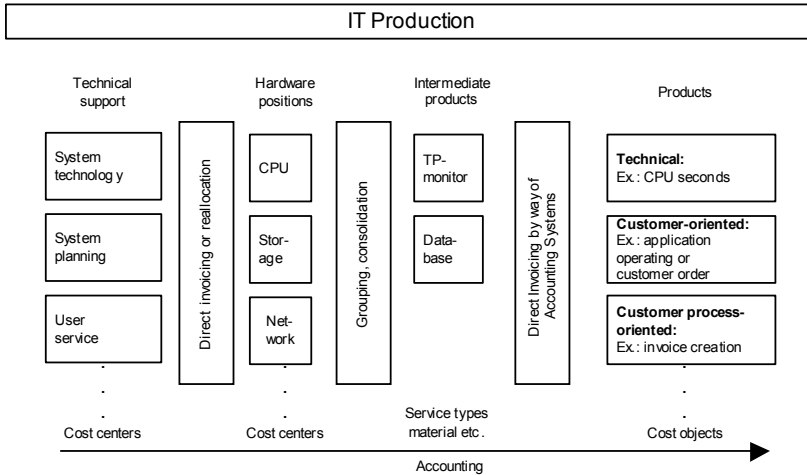 IT Production
Technical
support
Hardware
positions
Intermediate
products
Products
System
technology
System
planning
User
service
Direct invoicing or reallocation
CPU
Stor-
age
Net-
work
Grouping, consolidation
TP-
monitor
Data-
base
Direct Invoicing by way of
Accounting Systems
Technical:
Ex.: CPU seconds
Customer-oriented:
Ex.: application
operating or
customer order
Customer process-
oriented:
Ex.: invoice creation
Cost centers
Cost centers
Service types
material etc.
Cost objects
Accounting